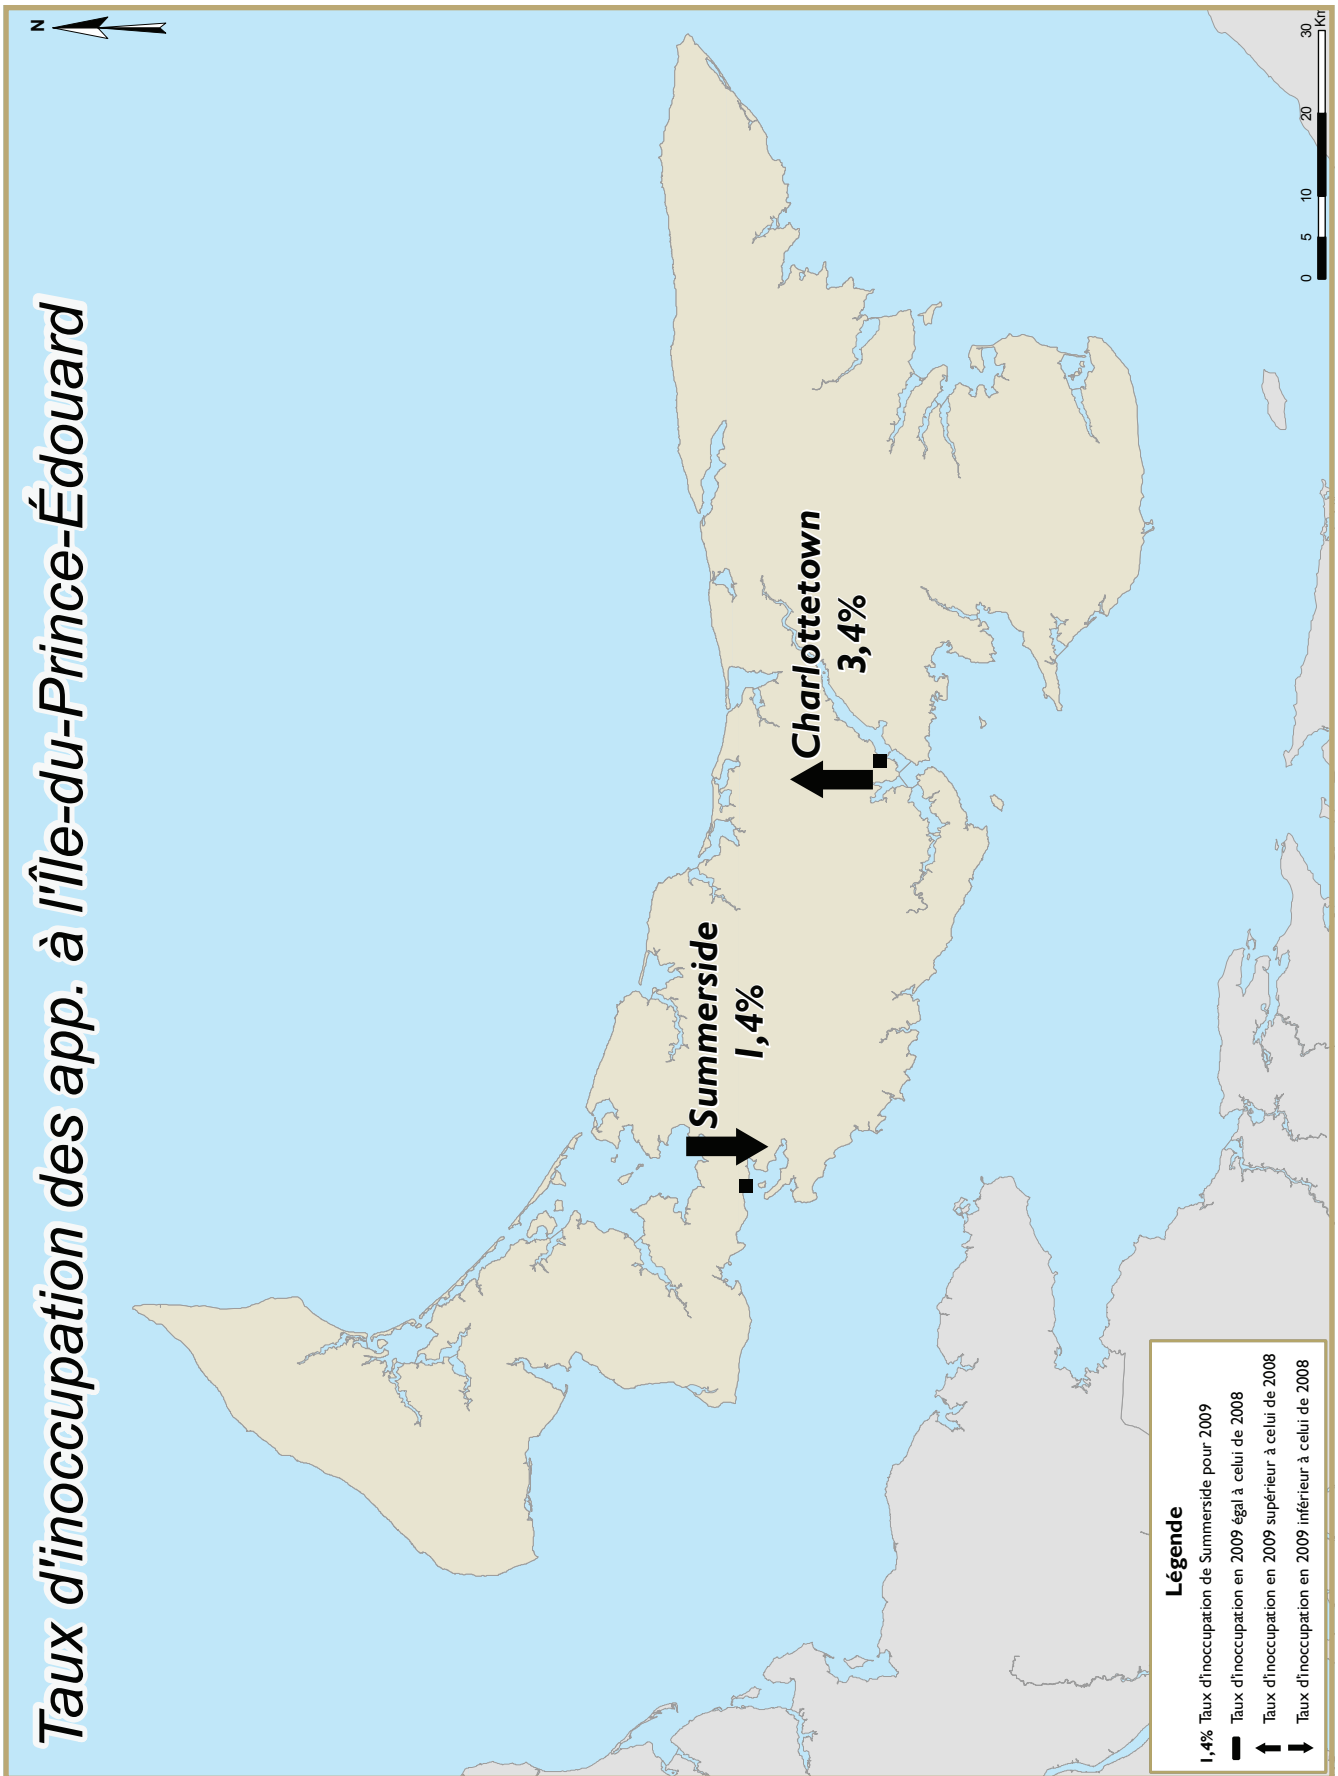 Taux d'inoccupation des app. à l'Île-du-Prince-Édouard
N
Summerside
1,4%
Charlottetown
3,4%
Légende
1,4% Taux d'inoccupation de Summerside pour 2009
Taux d'inoccupation en 2009 égal à celui de 2008
Taux d'inoccupation en 2009 supérieur à celui de 2008
Taux d'inoccupation en 2009 inférieur à celui de 2008
0 5 10 20 30
Km